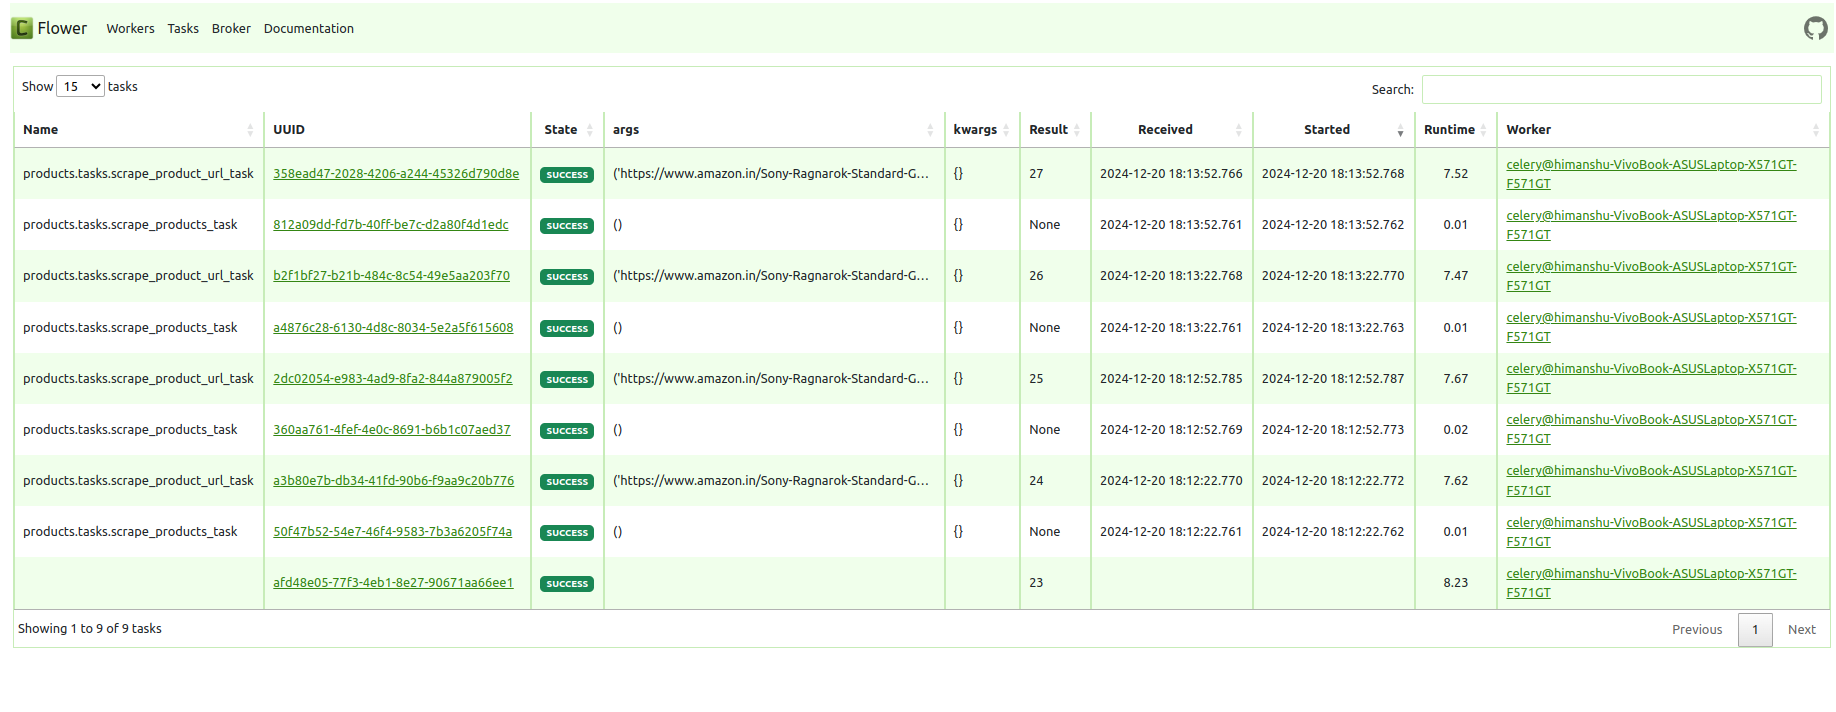 Flower Workers Tasks Broker Documentation
Show 15 tasks
Search:
Name UUID State args kwargs Result Received Started Runtime Worker
products.tasks.scrape_product_url_task 358ead47-2028-4206-a244-45326d790d8e SUCCESS ('https://www.amazon.in/Sony-Ragnarok-Standard-G... {} 27 2024-12-20 18:13:52.766 2024-12-20 18:13:52.768 7.52 celery@himanshu-VivoBook-ASUSLaptop-X571GT-
F571GT
products.tasks.scrape_products_task 812a09dd-fd7b-40ff-be7c-d2a80f4d1edc SUCCESS () {} None 2024-12-20 18:13:52.761 2024-12-20 18:13:52.762 0.01 celery@himanshu-VivoBook-ASUSLaptop-X571GT-
F571GT
products.tasks.scrape_product_url_task b2f1bf27-b21b-484c-8c54-49e5aa203f70 SUCCESS ('https://www.amazon.in/Sony-Ragnarok-Standard-G... {} 26 2024-12-20 18:13:22.768 2024-12-20 18:13:22.770 7.47 celery@himanshu-VivoBook-ASUSLaptop-X571GT-
F571GT
products.tasks.scrape_products_task a4876c28-6130-4d8c-8034-5e2a5f615608 SUCCESS () {} None 2024-12-20 18:13:22.761 2024-12-20 18:13:22.763 0.01 celery@himanshu-VivoBook-ASUSLaptop-X571GT-
F571GT
products.tasks.scrape_product_url_task 2dc02054-e983-4ad9-8fa2-844a879005f2 SUCCESS ('https://www.amazon.in/Sony-Ragnarok-Standard-G... {} 25 2024-12-20 18:12:52.785 2024-12-20 18:12:52.787 7.67 celery@himanshu-VivoBook-ASUSLaptop-X571GT-
F571GT
products.tasks.scrape_products_task 360aa761-4fef-4e0c-8691-b6b1c07aed37 SUCCESS () {} None 2024-12-20 18:12:52.769 2024-12-20 18:12:52.773 0.02 celery@himanshu-VivoBook-ASUSLaptop-X571GT-
F571GT
products.tasks.scrape_product_url_task a3b80e7b-db34-41fd-90b6-f9aa9c20b776 SUCCESS ('https://www.amazon.in/Sony-Ragnarok-Standard-G... {} 24 2024-12-20 18:12:22.770 2024-12-20 18:12:22.772 7.62 celery@himanshu-VivoBook-ASUSLaptop-X571GT-
F571GT
products.tasks.scrape_products_task 50f47b52-54e7-46f4-9583-7b3a6205f74a SUCCESS () {} None 2024-12-20 18:12:22.761 2024-12-20 18:12:22.762 0.01 celery@himanshu-VivoBook-ASUSLaptop-X571GT-
F571GT
afd48e05-77f3-4eb1-8e27-90671aa66ee1 SUCCESS 23 8.23 celery@himanshu-VivoBook-ASUSLaptop-X571GT-
F571GT
Showing 1 to 9 of 9 tasks
Previous 1 Next